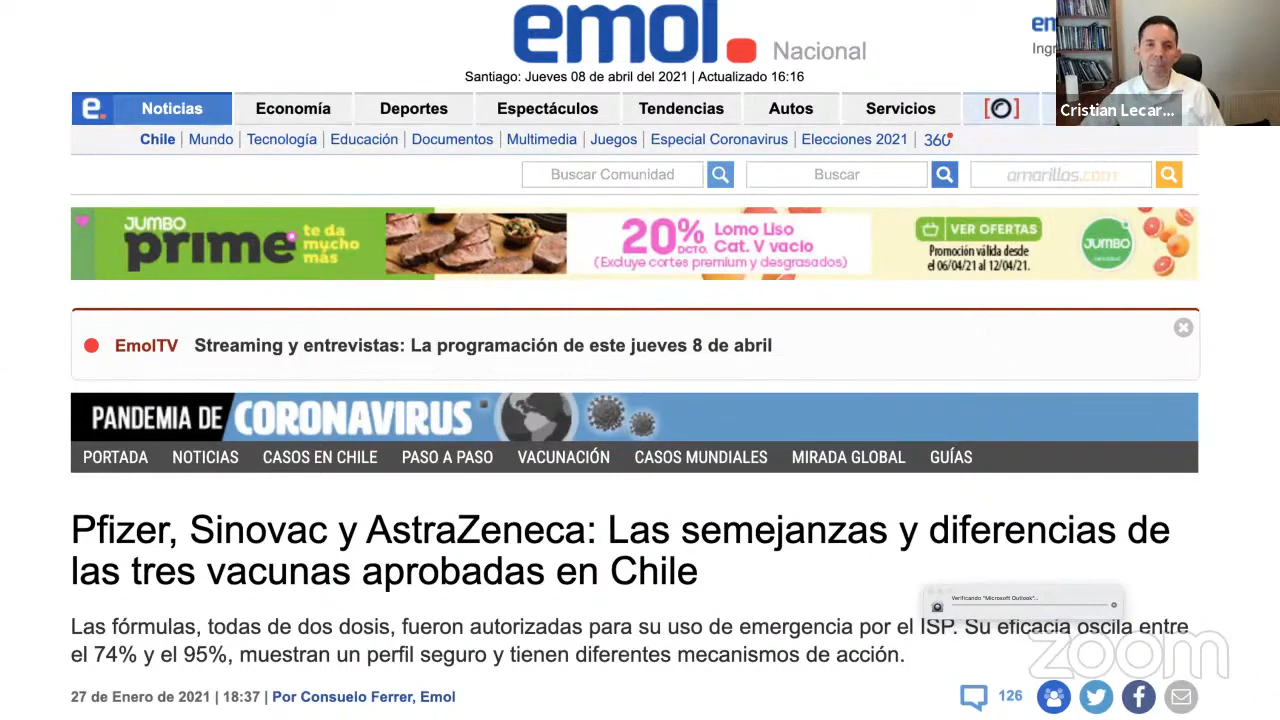 emol.
Nacional
em
Ingr
Santiago: Jueves 08 de abril del 2021 | Actualizado 16:16
Cristian Lecar...
e. Noticias Economía Deportes Espectáculos Tendencias Autos Servicios
Chile | Mundo | Tecnología | Educación | Documentos | Multimedia | Juegos | Especial Coronavirus | Elecciones 2021 | 360°
Buscar Comunidad Buscar amarillas.com
JUMBO
prime te da mucho más
20% DCTO. Lomo Liso Cat. V vacío
(Excluye cortes premium y desgrasados)
VER OFERTAS
Promoción válida desde
el 06/04/21 al 12/04/21.
JUMBO
EmolTV Streaming y entrevistas: La programación de este jueves 8 de abril
PANDEMIA DE CORONAVIRUS
PORTADA NOTICIAS CASOS EN CHILE PASO A PASO VACUNACIÓN CASOS MUNDIALES MIRADA GLOBAL GUÍAS
Pfizer, Sinovac y AstraZeneca: Las semejanzas y diferencias de
las tres vacunas aprobadas en Chile
Verificando "Microsoft Outlook"...
Las fórmulas, todas de dos dosis, fueron autorizadas para su uso de emergencia por el ISP. Su eficacia oscila entre
el 74% y el 95%, muestran un perfil seguro y tienen diferentes mecanismos de acción.
zoom
27 de Enero de 2021 | 18:37 | Por Consuelo Ferrer, Emol
126